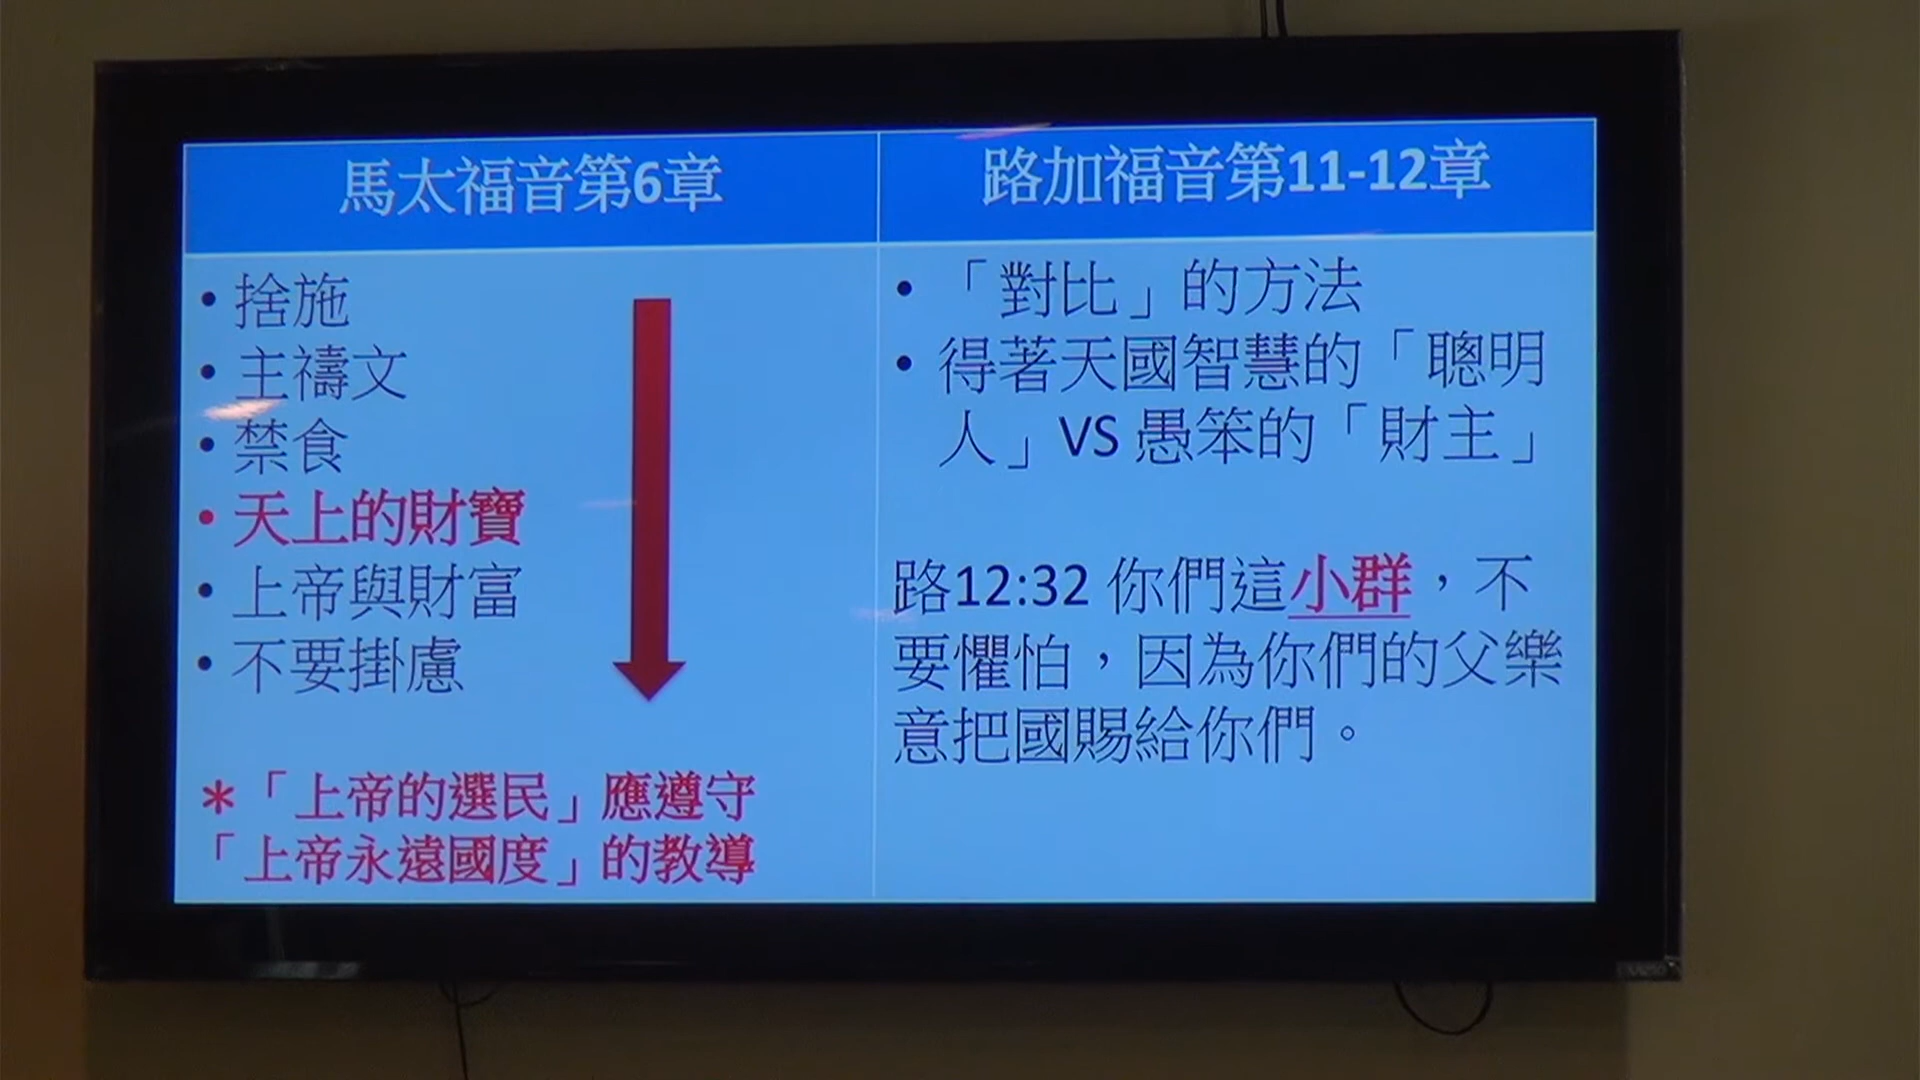 馬太福音第6章
• 捨施
• 主禱文
• 禁食
• 天上的財寶
• 上帝與財富
• 不要掛慮
＊「上帝的選民」應遵守
「上帝永遠國度」的教導
路加福音第11-12章
• 「對比」的方法
• 得著天國智慧的「聰明
人」VS 愚笨的「財主」
路12:32 你們這小群，不
要懼怕，因為你們的父樂
意把國賜給你們。